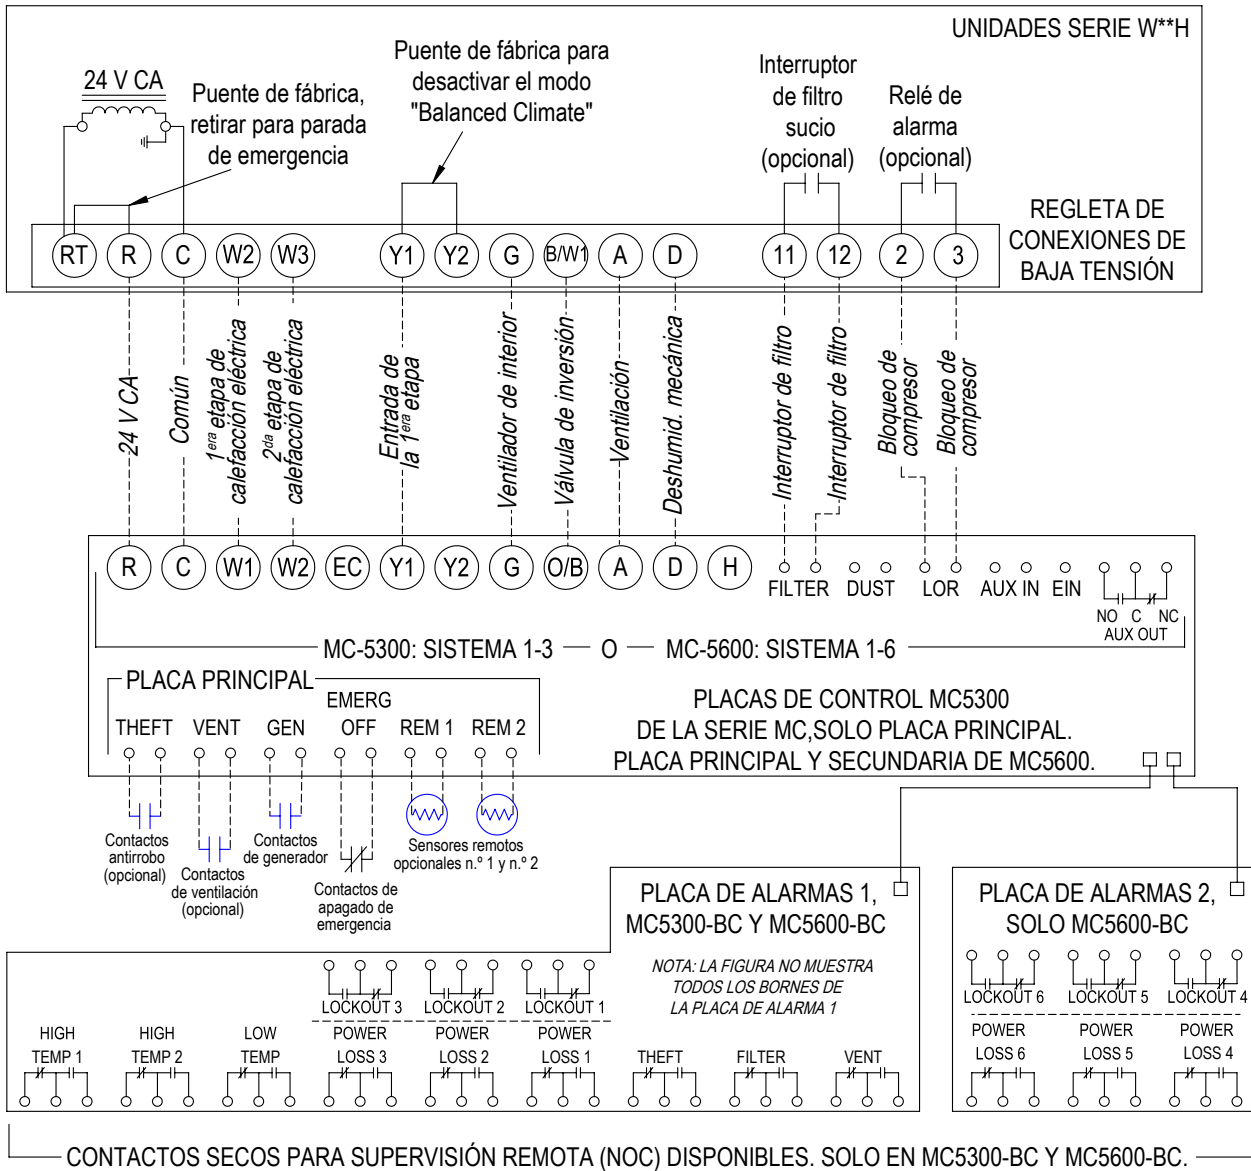 UNIDADES SERIE W**H
24 V CA
Puente de fábrica,
retirar para parada
de emergencia
Puente de fábrica para
desactivar el modo
"Balanced Climate"
Interruptor
de filtro
sucio
(opcional)
Relé de
alarma
(opcional)
REGLETA DE
CONEXIONES DE
BAJA TENSIÓN
RT R C W2 W3 Y1 Y2 G B/W1 A D 11 12 2 3
24 V CA
Común
1era etapa de
calefacción eléctrica
2da etapa de
calefacción eléctrica
Entrada de
la 1era etapa
Ventilador de interior
Válvula de inversión
Ventilación
Deshumid. mecánica
Interruptor de filtro
Interruptor de filtro
Bloqueo de
compresor
Bloqueo de
compresor
R C W1 W2 EC Y1 Y2 G O/B A D H
FILTER DUST LOR AUX IN EIN
NO C NC
AUX OUT
MC-5300: SISTEMA 1-3 O MC-5600: SISTEMA 1-6
PLACA PRINCIPAL
EMERG
THEFT VENT GEN OFF REM 1 REM 2
PLACAS DE CONTROL MC5300
DE LA SERIE MC,SOLO PLACA PRINCIPAL.
PLACA PRINCIPAL Y SECUNDARIA DE MC5600.
Contactos
antirrobo
(opcional)
Contactos
de ventilación
(opcional)
Contactos
de generador
Contactos de
apagado de
emergencia
Sensores remotos
opcionales n.º 1 y n.º 2
PLACA DE ALARMAS 1,
MC5300-BC Y MC5600-BC
NOTA: LA FIGURA NO MUESTRA
TODOS LOS BORNES DE
LA PLACA DE ALARMA 1
PLACA DE ALARMAS 2,
SOLO MC5600-BC
LOCKOUT 3 LOCKOUT 2 LOCKOUT 1
LOCKOUT 6 LOCKOUT 5 LOCKOUT 4
HIGH
TEMP 1
HIGH
TEMP 2
LOW
TEMP
POWER
LOSS 3
POWER
LOSS 2
POWER
LOSS 1
THEFT
FILTER
VENT
POWER
LOSS 6
POWER
LOSS 5
POWER
LOSS 4
CONTACTOS SECOS PARA SUPERVISIÓN REMOTA (NOC) DISPONIBLES. SOLO EN MC5300-BC Y MC5600-BC.